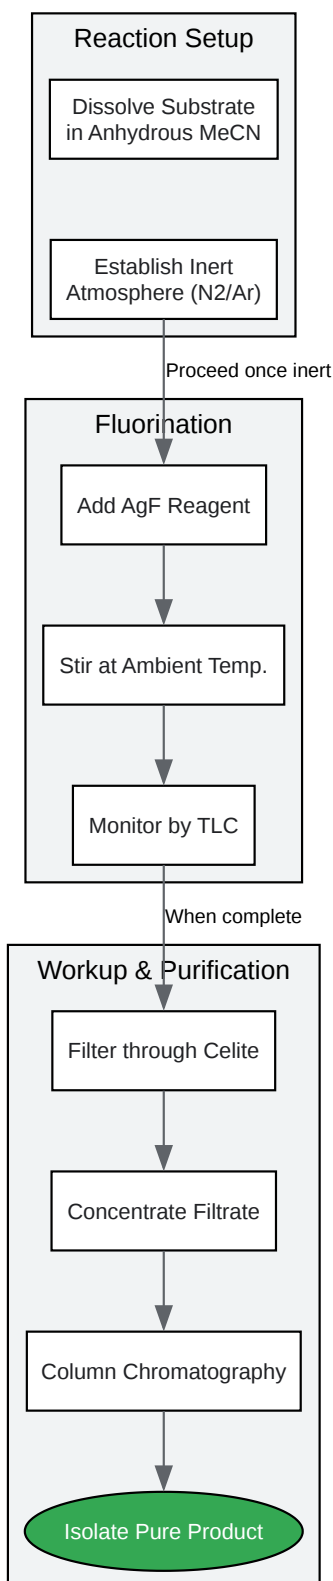 Reaction Setup
Dissolve Substrate
in Anhydrous MeCN
Establish Inert
Atmosphere (N2/Ar)
Proceed once inert
Fluorination
Add AgF Reagent
Stir at Ambient Temp.
Monitor by TLC
When complete
Workup & Purification
Filter through Celite
Concentrate Filtrate
Column Chromatography
Isolate Pure Product